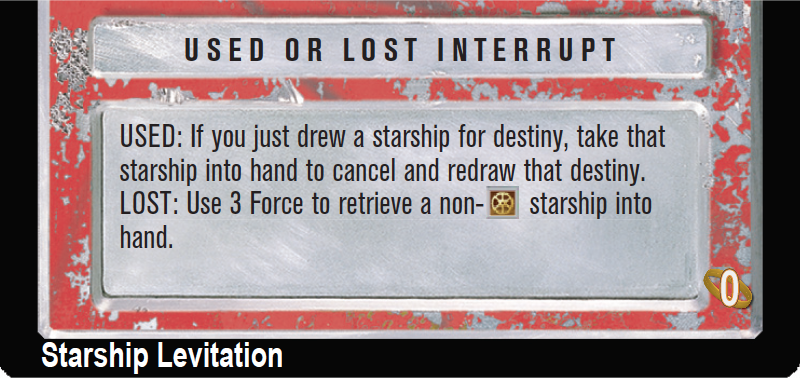 USED OR LOST INTERRUPT
USED: If you just drew a starship for destiny, take that
starship into hand to cancel and redraw that destiny.
LOST: Use 3 Force to retrieve a non- starship into
hand.
0
Starship Levitation